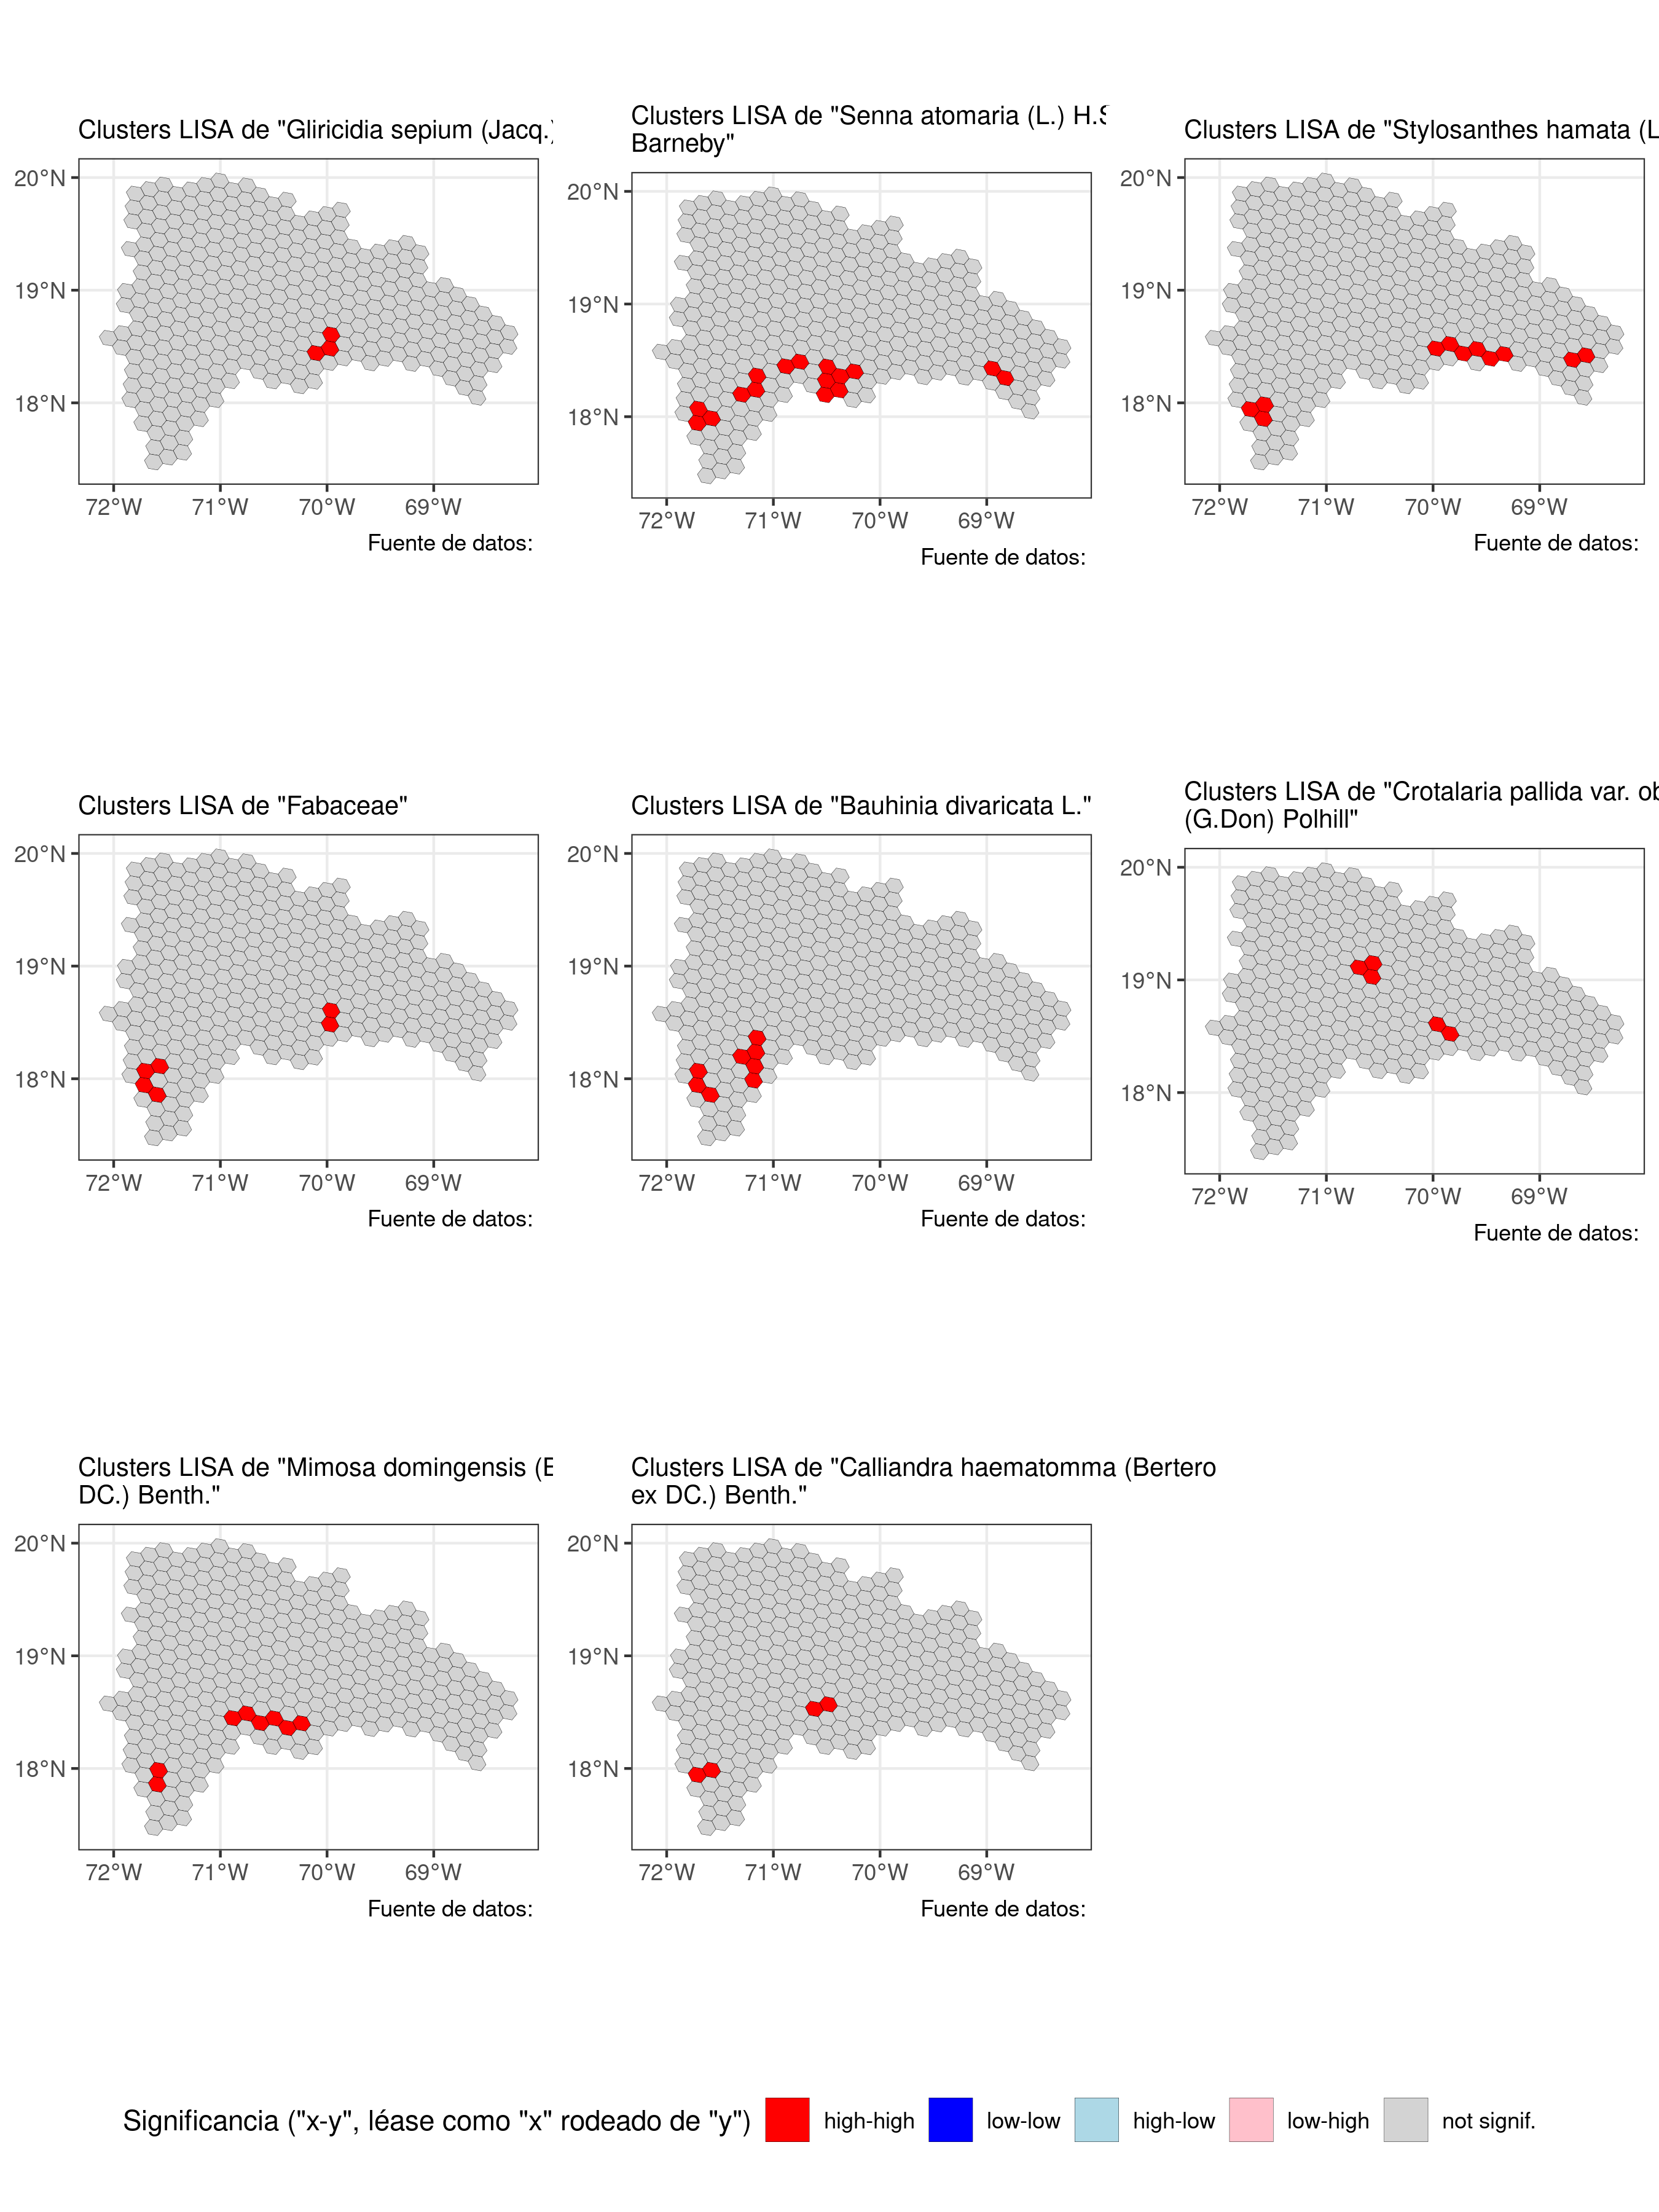 Clusters LISA de "Gliricidia sepium (Jacq.)
Clusters LISA de "Senna atomaria (L.) H.S
Barneby"
Clusters LISA de "Stylosanthes hamata (L
20°N
19°N
18°N
72°W 71°W 70°W 69°W
Fuente de datos:
20°N
19°N
18°N
72°W 71°W 70°W 69°W
Fuente de datos:
20°N
19°N
18°N
72°W 71°W 70°W 69°W
Fuente de datos:
Clusters LISA de "Fabaceae"
Clusters LISA de "Bauhinia divaricata L."
Clusters LISA de "Crotalaria pallida var. ob
(G.Don) Polhill"
20°N
19°N
18°N
72°W 71°W 70°W 69°W
Fuente de datos:
20°N
19°N
18°N
72°W 71°W 70°W 69°W
Fuente de datos:
20°N
19°N
18°N
72°W 71°W 70°W 69°W
Fuente de datos:
Clusters LISA de "Mimosa domingensis (B
DC.) Benth."
Clusters LISA de "Calliandra haematomma (Bertero
ex DC.) Benth."
20°N
19°N
18°N
72°W 71°W 70°W 69°W
Fuente de datos:
20°N
19°N
18°N
72°W 71°W 70°W 69°W
Fuente de datos:
Significancia ("x-y", léase como "x" rodeado de "y") high-high low-low high-low low-high not signif.